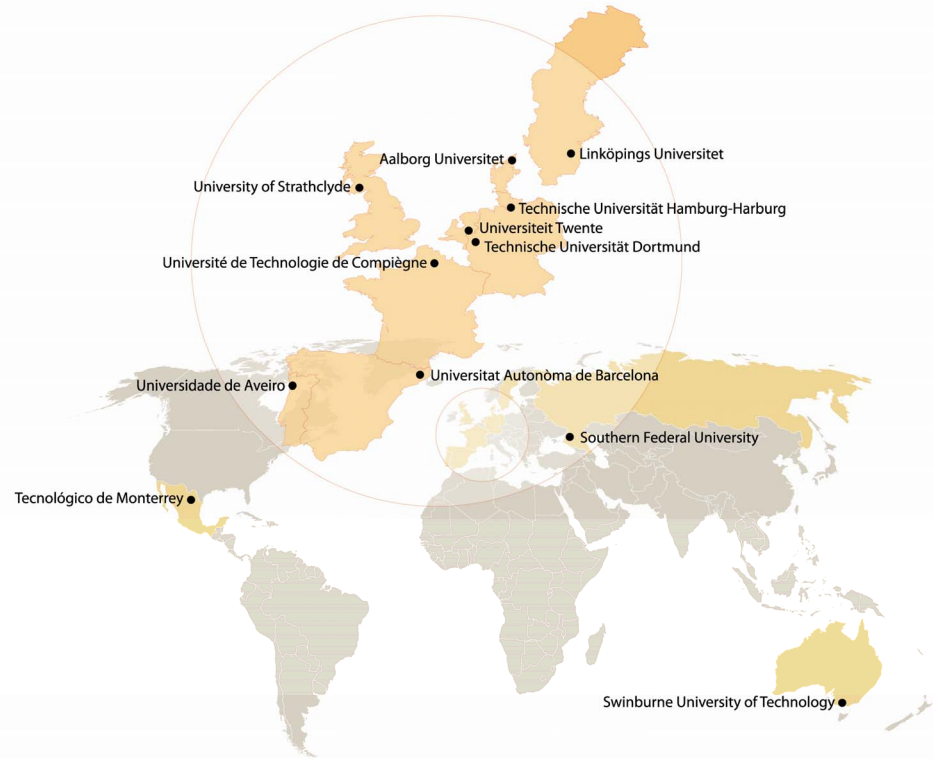 Linköpings Universitet
Aalborg Universitet
University of Strathclyde
Technische Universität Hamburg-Harburg
Universiteit Twente
Technische Universität Dortmund
Université de Technologie de Compiègne
Universitat Autonòma de Barcelona
Universidade de Aveiro
Southern Federal University
Tecnológico de Monterrey
Swinburne University of Technology